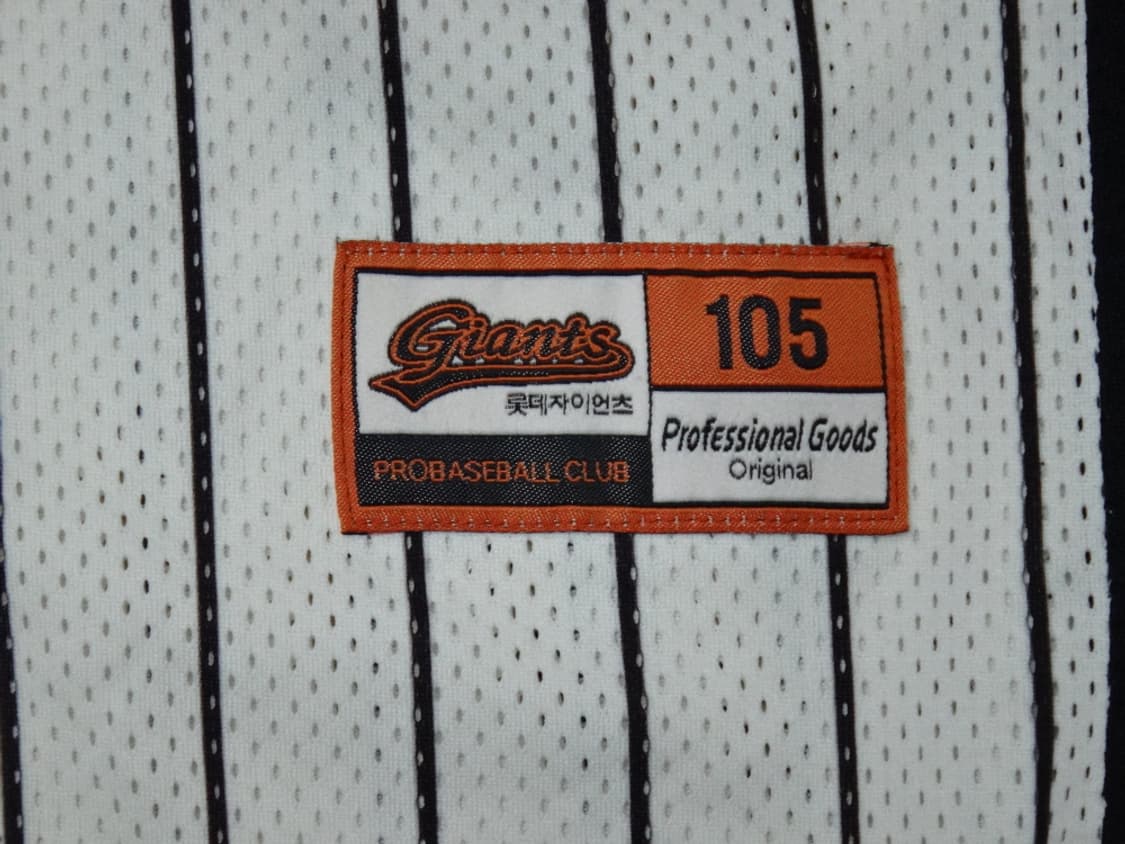 Giants
롯데자이언츠
PROBASEBALL CLUB
105
Professional Goods
Original